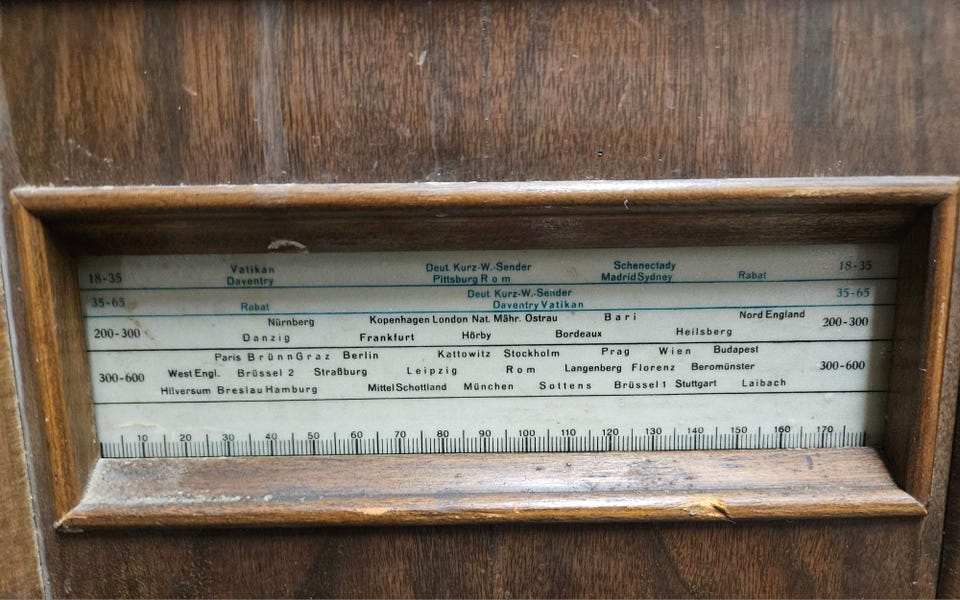 Vatikan Deut. Kurz-W.-Sender Schenectady
18-35 Daventry Pittsburg Rom Madrid Sydney Rabat 18-35
Deut. Kurz-W.-Sender
35-65 Rabat Daventry Vatikan 35-65
Nürnberg Kopenhagen London Nat. Mähr. Ostrau Bari Nord England
200-300 Danzig Frankfurt Hörby Bordeaux Heilsberg 200-300
Paris Brünn Graz Berlin Kattowitz Stockholm Prag Wien Budapest
300-600 West Engl. Brüssel 2 Straßburg Leipzig Rom Langenberg Florenz Beromünster 300-600
Hilversum Breslau Hamburg Mittel Schottland München Sottens Brüssel 1 Stuttgart Laibach
10 20 30 40 50 60 70 80 90 100 110 120 130 140 150 160 170